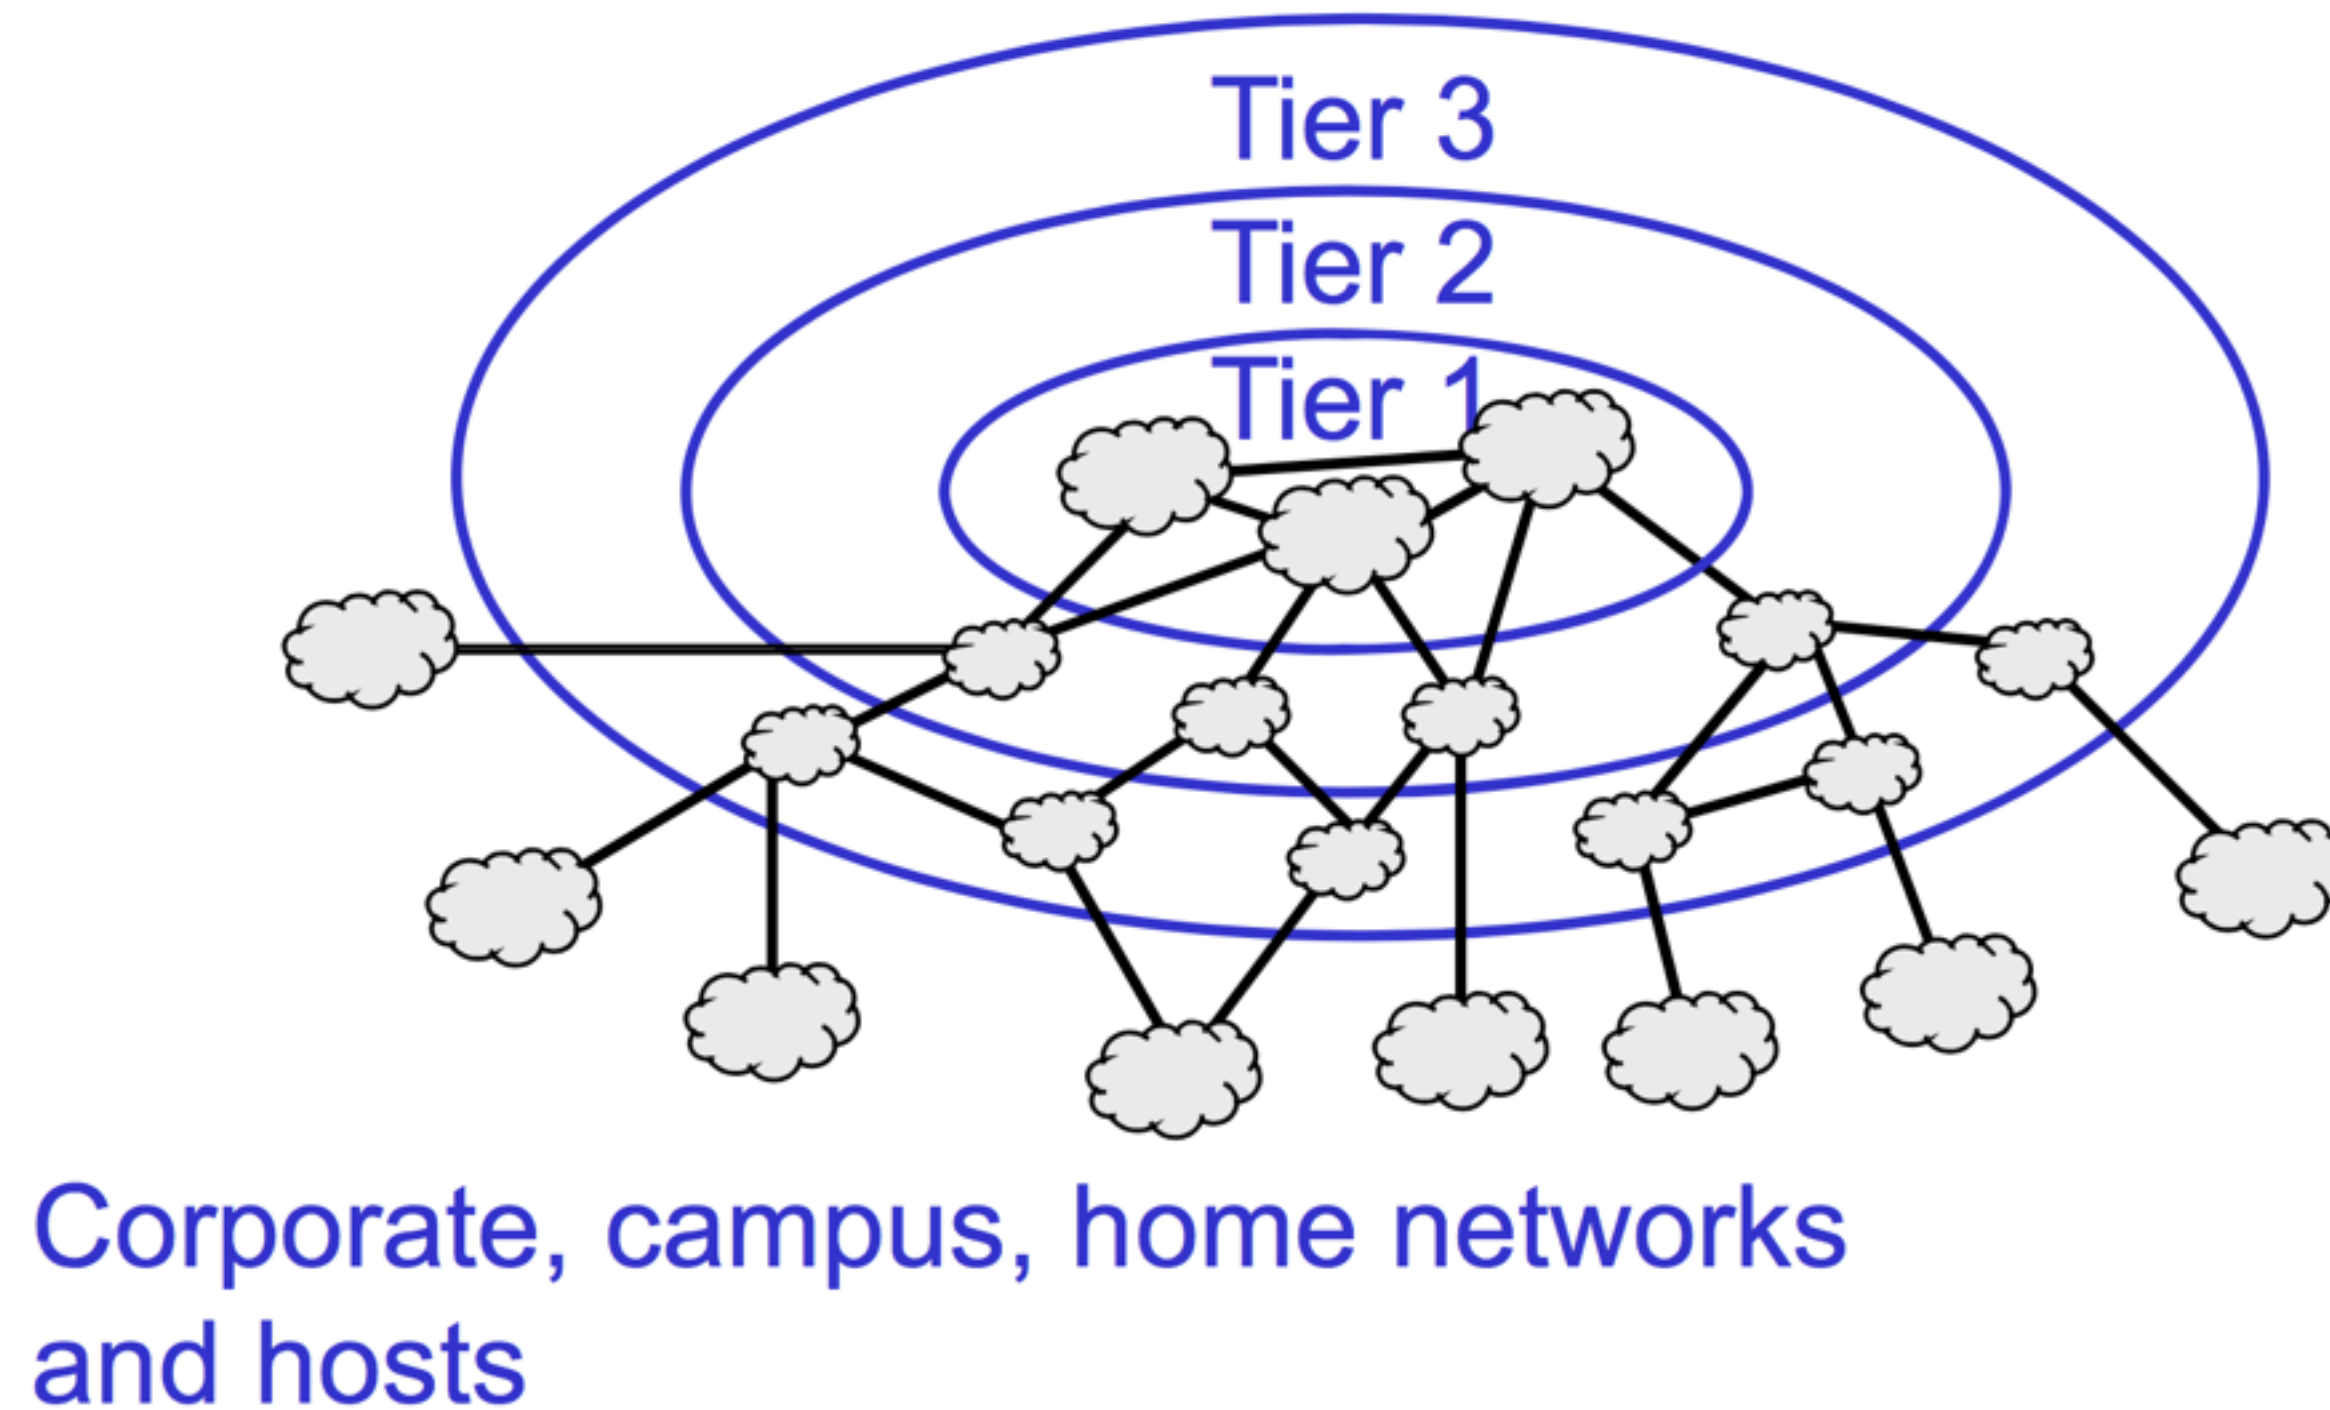 Tier 3
Tier 2
Tier 1
Corporate, campus, home networks
and hosts